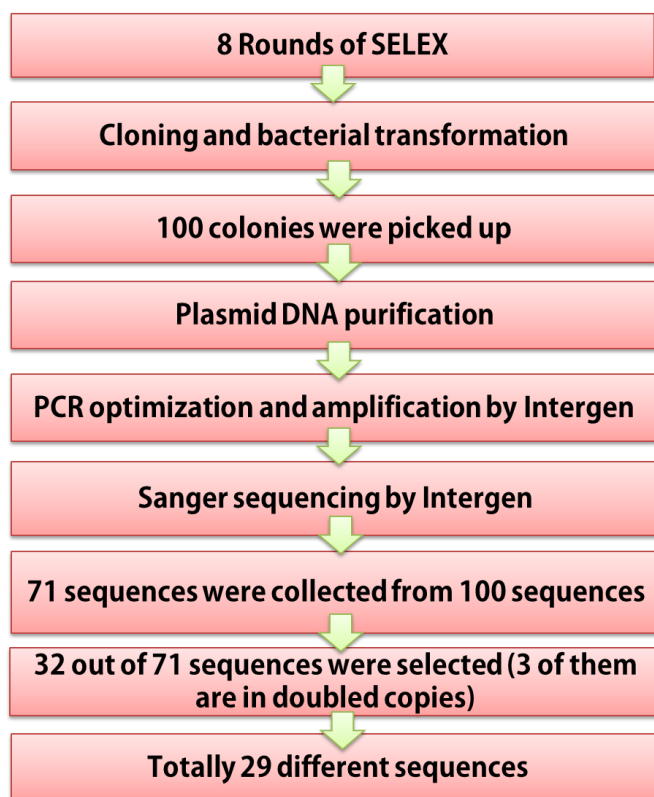 8 Rounds of SELEX
Cloning and bacterial transformation
100 colonies were picked up
Plasmid DNA purification
PCR optimization and amplification by Intergen
Sanger sequencing by Intergen
71 sequences were collected from 100 sequences
32 out of 71 sequences were selected (3 of them
are in doubled copies)
Totally 29 different sequences